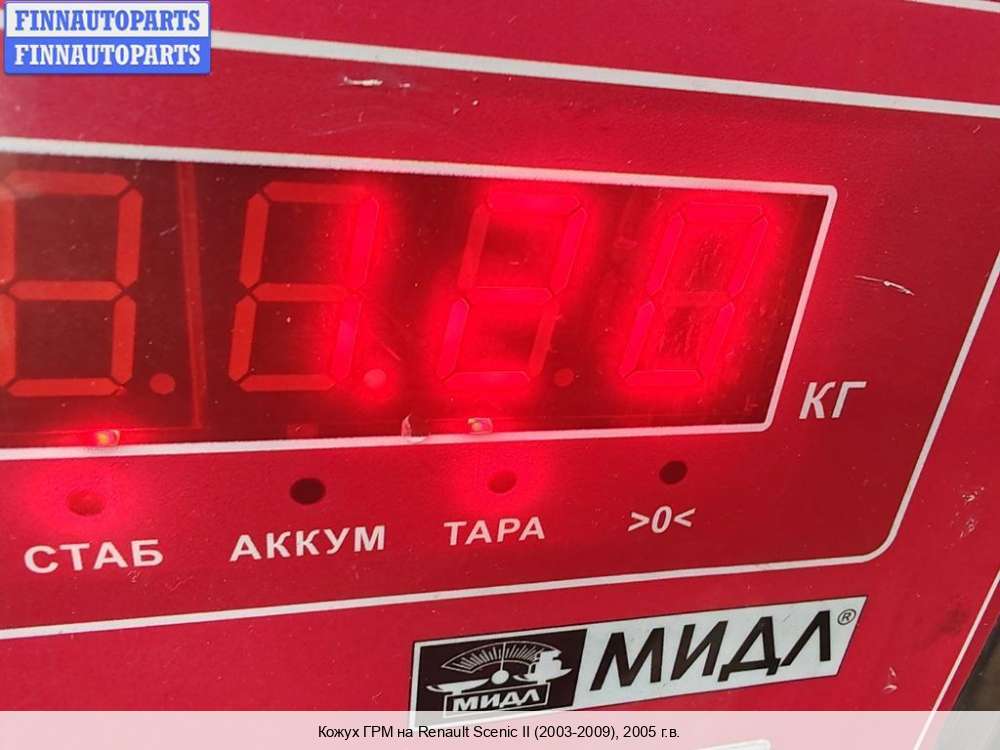 FINNAUTOPARTS
FINNAUTOPARTS
КГ
СТАБ АККУМ ТАРА >0<
МИДЛ МИДЛ®
Кожух ГРМ на Renault Scenic II (2003-2009), 2005 г.в.